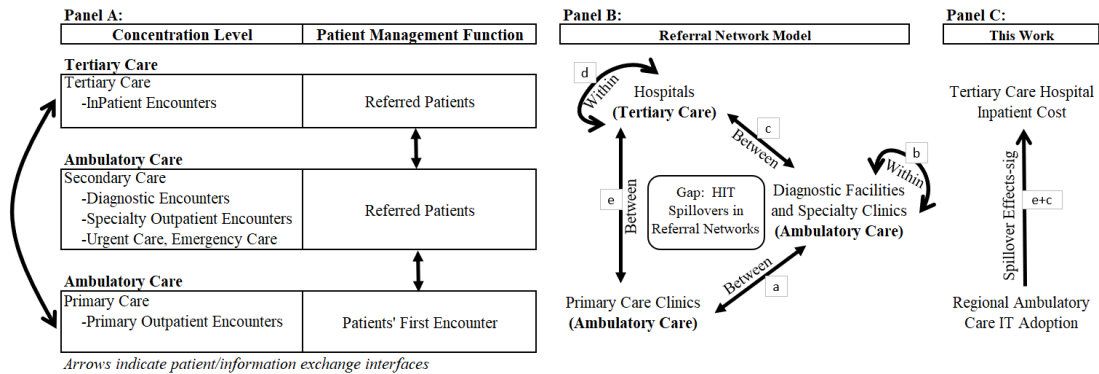 Panel A:
Concentration Level
Patient Management Function
Tertiary Care
Tertiary Care
-InPatient Encounters
Referred Patients
Ambulatory Care
Secondary Care
-Diagnostic Encounters
-Specialty Outpatient Encounters
-Urgent Care, Emergency Care
Referred Patients
Ambulatory Care
Primary Care
-Primary Outpatient Encounters
Patients' First Encounter
Arrows indicate patient/information exchange interfaces
Panel B:
Referral Network Model
d
Within
Hospitals
(Tertiary Care)
c
Between
b
Within
e
Between
Gap: HIT
Spillovers in
Referral Networks
Diagnostic Facilities
and Specialty Clinics
(Ambulatory Care)
Between
a
Primary Care Clinics
(Ambulatory Care)
Panel C:
This Work
Tertiary Care Hospital
Inpatient Cost
Spillover Effects-sig
e+c
Regional Ambulatory
Care IT Adoption